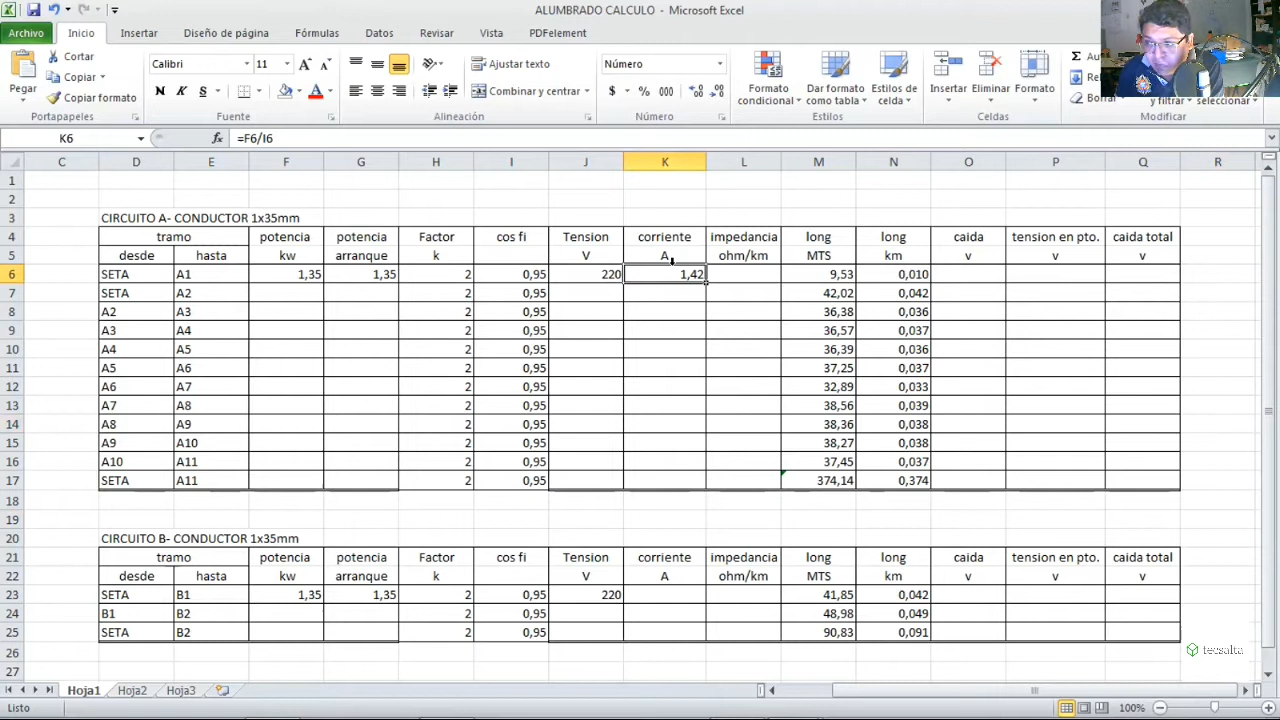 ALUMBRADO CALCULO - Microsoft Excel
Archivo Inicio Insertar Diseño de página Fórmulas Datos Revisar Vista PDFelement
Cortar
Copiar
Copiar formato
Pegar
Portapapeles
Calibri 11
N K S
Fuente
Ajustar texto
Combinar y centrar
Alineación
Número
$ % 000
Número
Formato condicional
Dar formato como tabla
Estilos de celda
Estilos
Insertar Eliminar Formato
Celdas
Σ
Borrar
y filtrar seleccionar
Modificar
K6 fx =F6/I6
C D E F G H I J K L M N O P Q R
1
2
3 CIRCUITO A- CONDUCTOR 1x35mm
4 tramo potencia potencia Factor cos fi Tension corriente impedancia long long caida tension en pto. caida total
5 desde hasta kw arranque k V A ohm/km MTS km v v v
6 SETA A1 1,35 1,35 2 0,95 220 1,42 9,53 0,010
7 SETA A2 2 0,95 42,02 0,042
8 A2 A3 2 0,95 36,38 0,036
9 A3 A4 2 0,95 36,57 0,037
10 A4 A5 2 0,95 36,39 0,036
11 A5 A6 2 0,95 37,25 0,037
12 A6 A7 2 0,95 32,89 0,033
13 A7 A8 2 0,95 38,56 0,039
14 A8 A9 2 0,95 38,36 0,038
15 A9 A10 2 0,95 38,27 0,038
16 A10 A11 2 0,95 37,45 0,037
17 SETA A11 2 0,95 374,14 0,374
18
19
20 CIRCUITO B- CONDUCTOR 1x35mm
21 tramo potencia potencia Factor cos fi Tension corriente impedancia long long caida tension en pto. caida total
22 desde hasta kw arranque k V A ohm/km MTS km v v v
23 SETA B1 1,35 1,35 2 0,95 220 41,85 0,042
24 B1 B2 2 0,95 48,98 0,049
25 SETA B2 2 0,95 90,83 0,091
26
27
tecsalta
Hoja1 Hoja2 Hoja3
Listo 100%